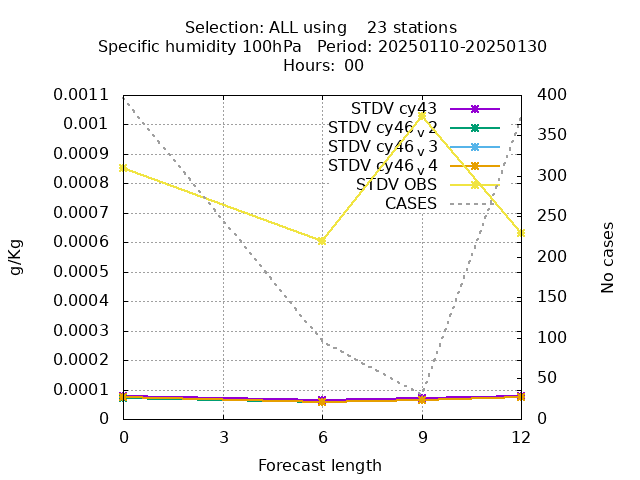 Selection: ALL using    23 stations
Specific humidity 100hPa   Period: 20250110-20250130
Hours:  00
0.0011
0.001
0.0009
0.0008
0.0007
0.0006
0.0005
0.0004
0.0003
0.0002
0.0001
0
400
350
300
250
200
150
100
50
0
STDV cy43
STDV cy46_v2
STDV cy46_v3
STDV cy46_v4
STDV OBS
CASES
g/Kg
No cases
0 3 6 9 12
Forecast length